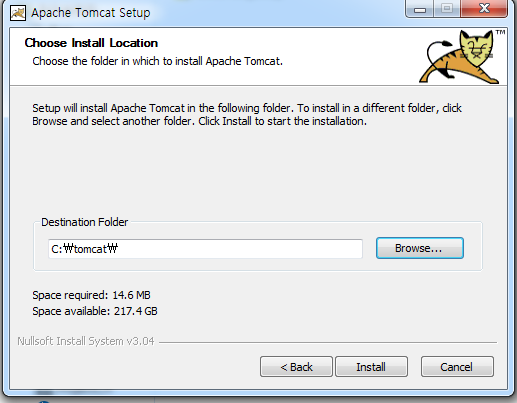 Apache Tomcat Setup
Choose Install Location
Choose the folder in which to install Apache Tomcat.
TM
Setup will install Apache Tomcat in the following folder. To install in a different folder, click
Browse and select another folder. Click Install to start the installation.
Destination Folder
C:₩tomcat₩
Browse...
Space required: 14.6 MB
Space available: 217.4 GB
Nullsoft Install System v3.04
< Back
Install
Cancel